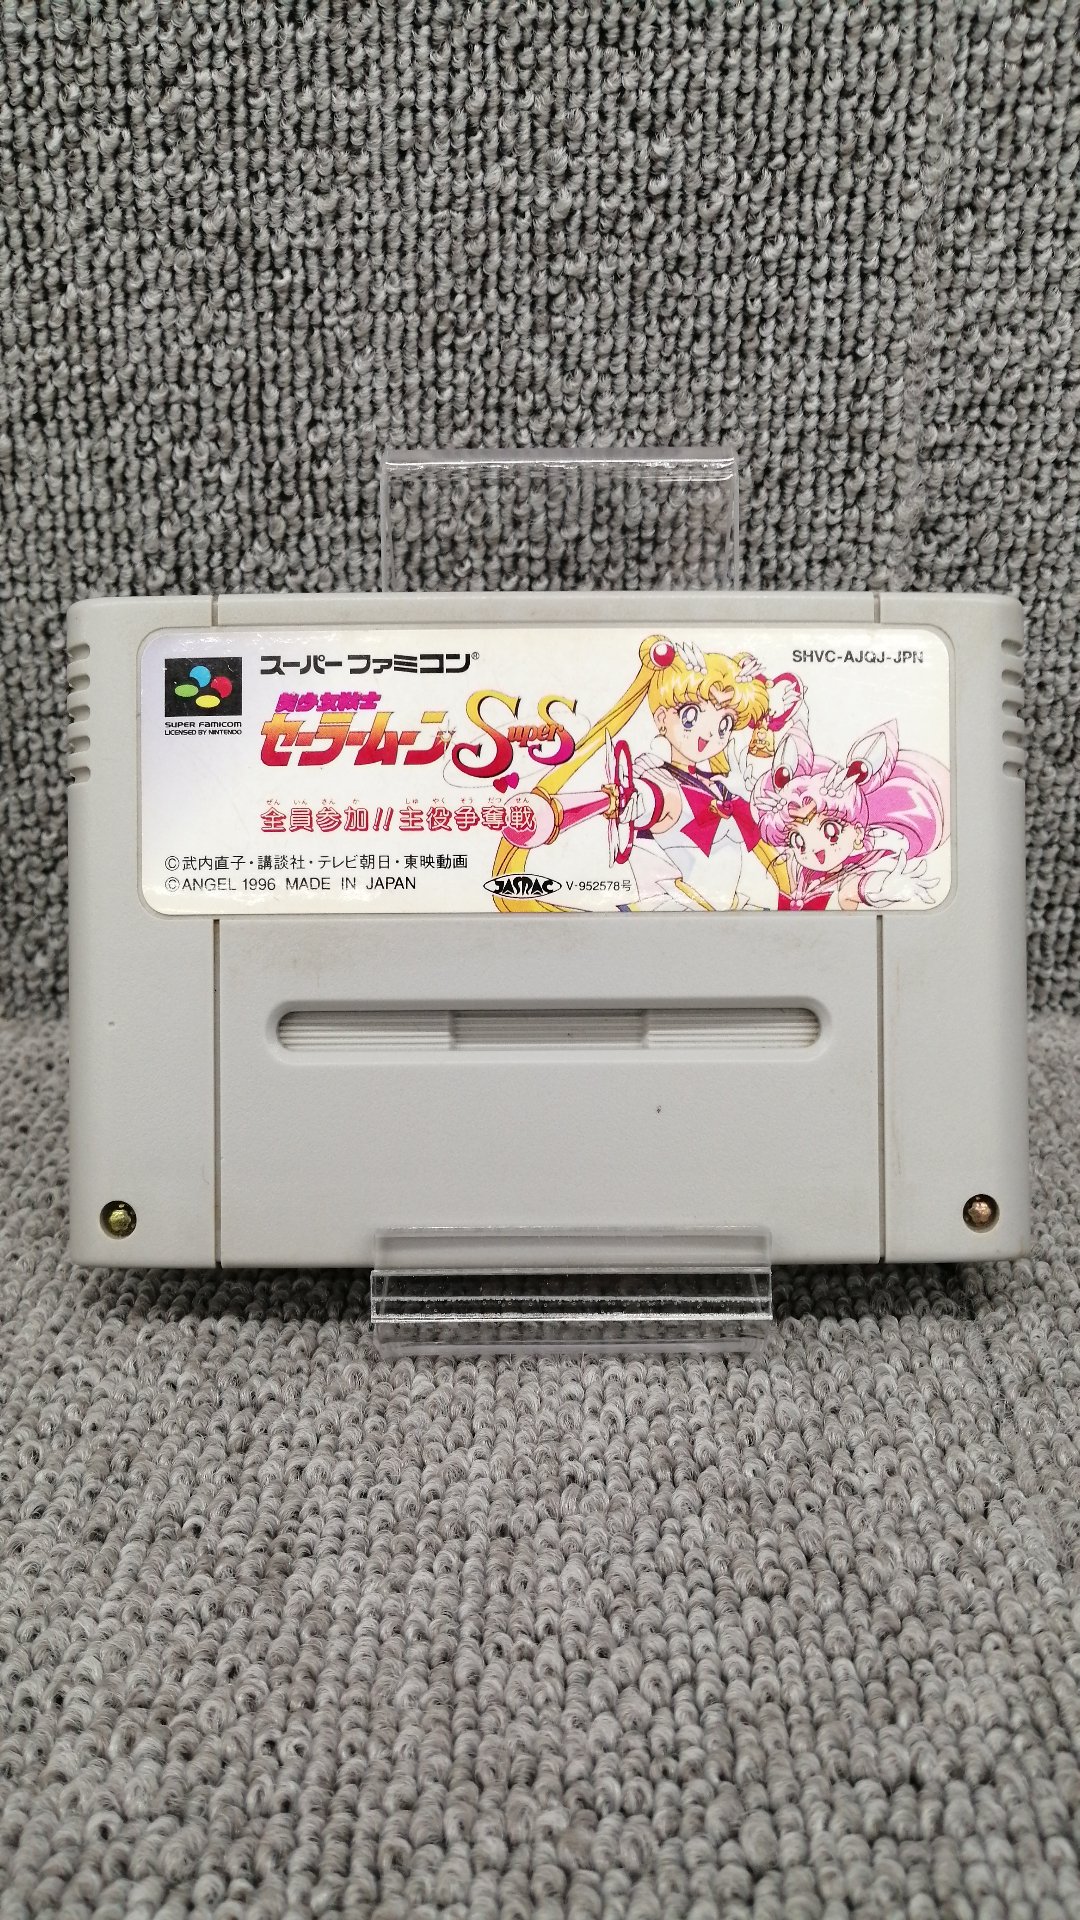 SUPER FAMICOM
LICENSED BY NINTENDO
スーパーファミコン®
SHVC-AJQJ-JPN
美少女戦士
セーラームーン SuperS
ぜん いん さん か しゅ やく そう だつ せん
全員参加!! 主役争奪戦
©武内直子・講談社・テレビ朝日・東映動画
©ANGEL 1996 MADE IN JAPAN
JASRAC V-952578号